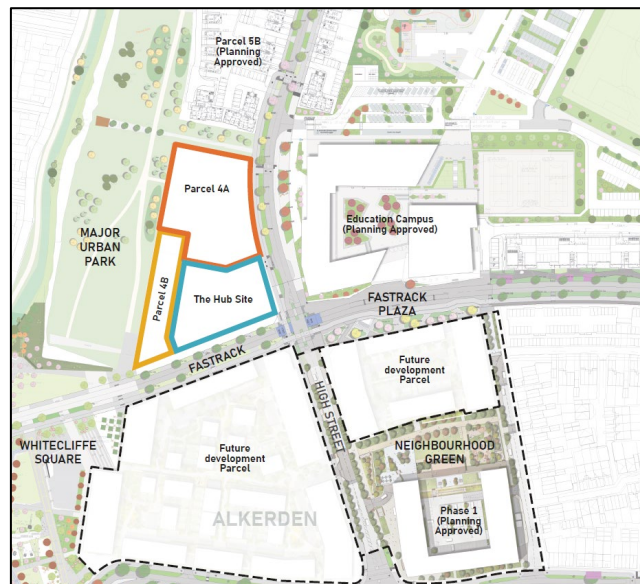 Parcel 5B
(Planning
Approved)
Parcel 4A
Education Campus
(Planning Approved)
MAJOR
URBAN
PARK
Parcel 4B
The Hub Site
FASTRACK
PLAZA
FASTRACK
Future
development
Parcel
HIGH STREET
WHITECLIFFE
SQUARE
Future
development
Parcel
NEIGHBOURHOOD
GREEN
Phase 1
(Planning
Approved)
ALKERDEN